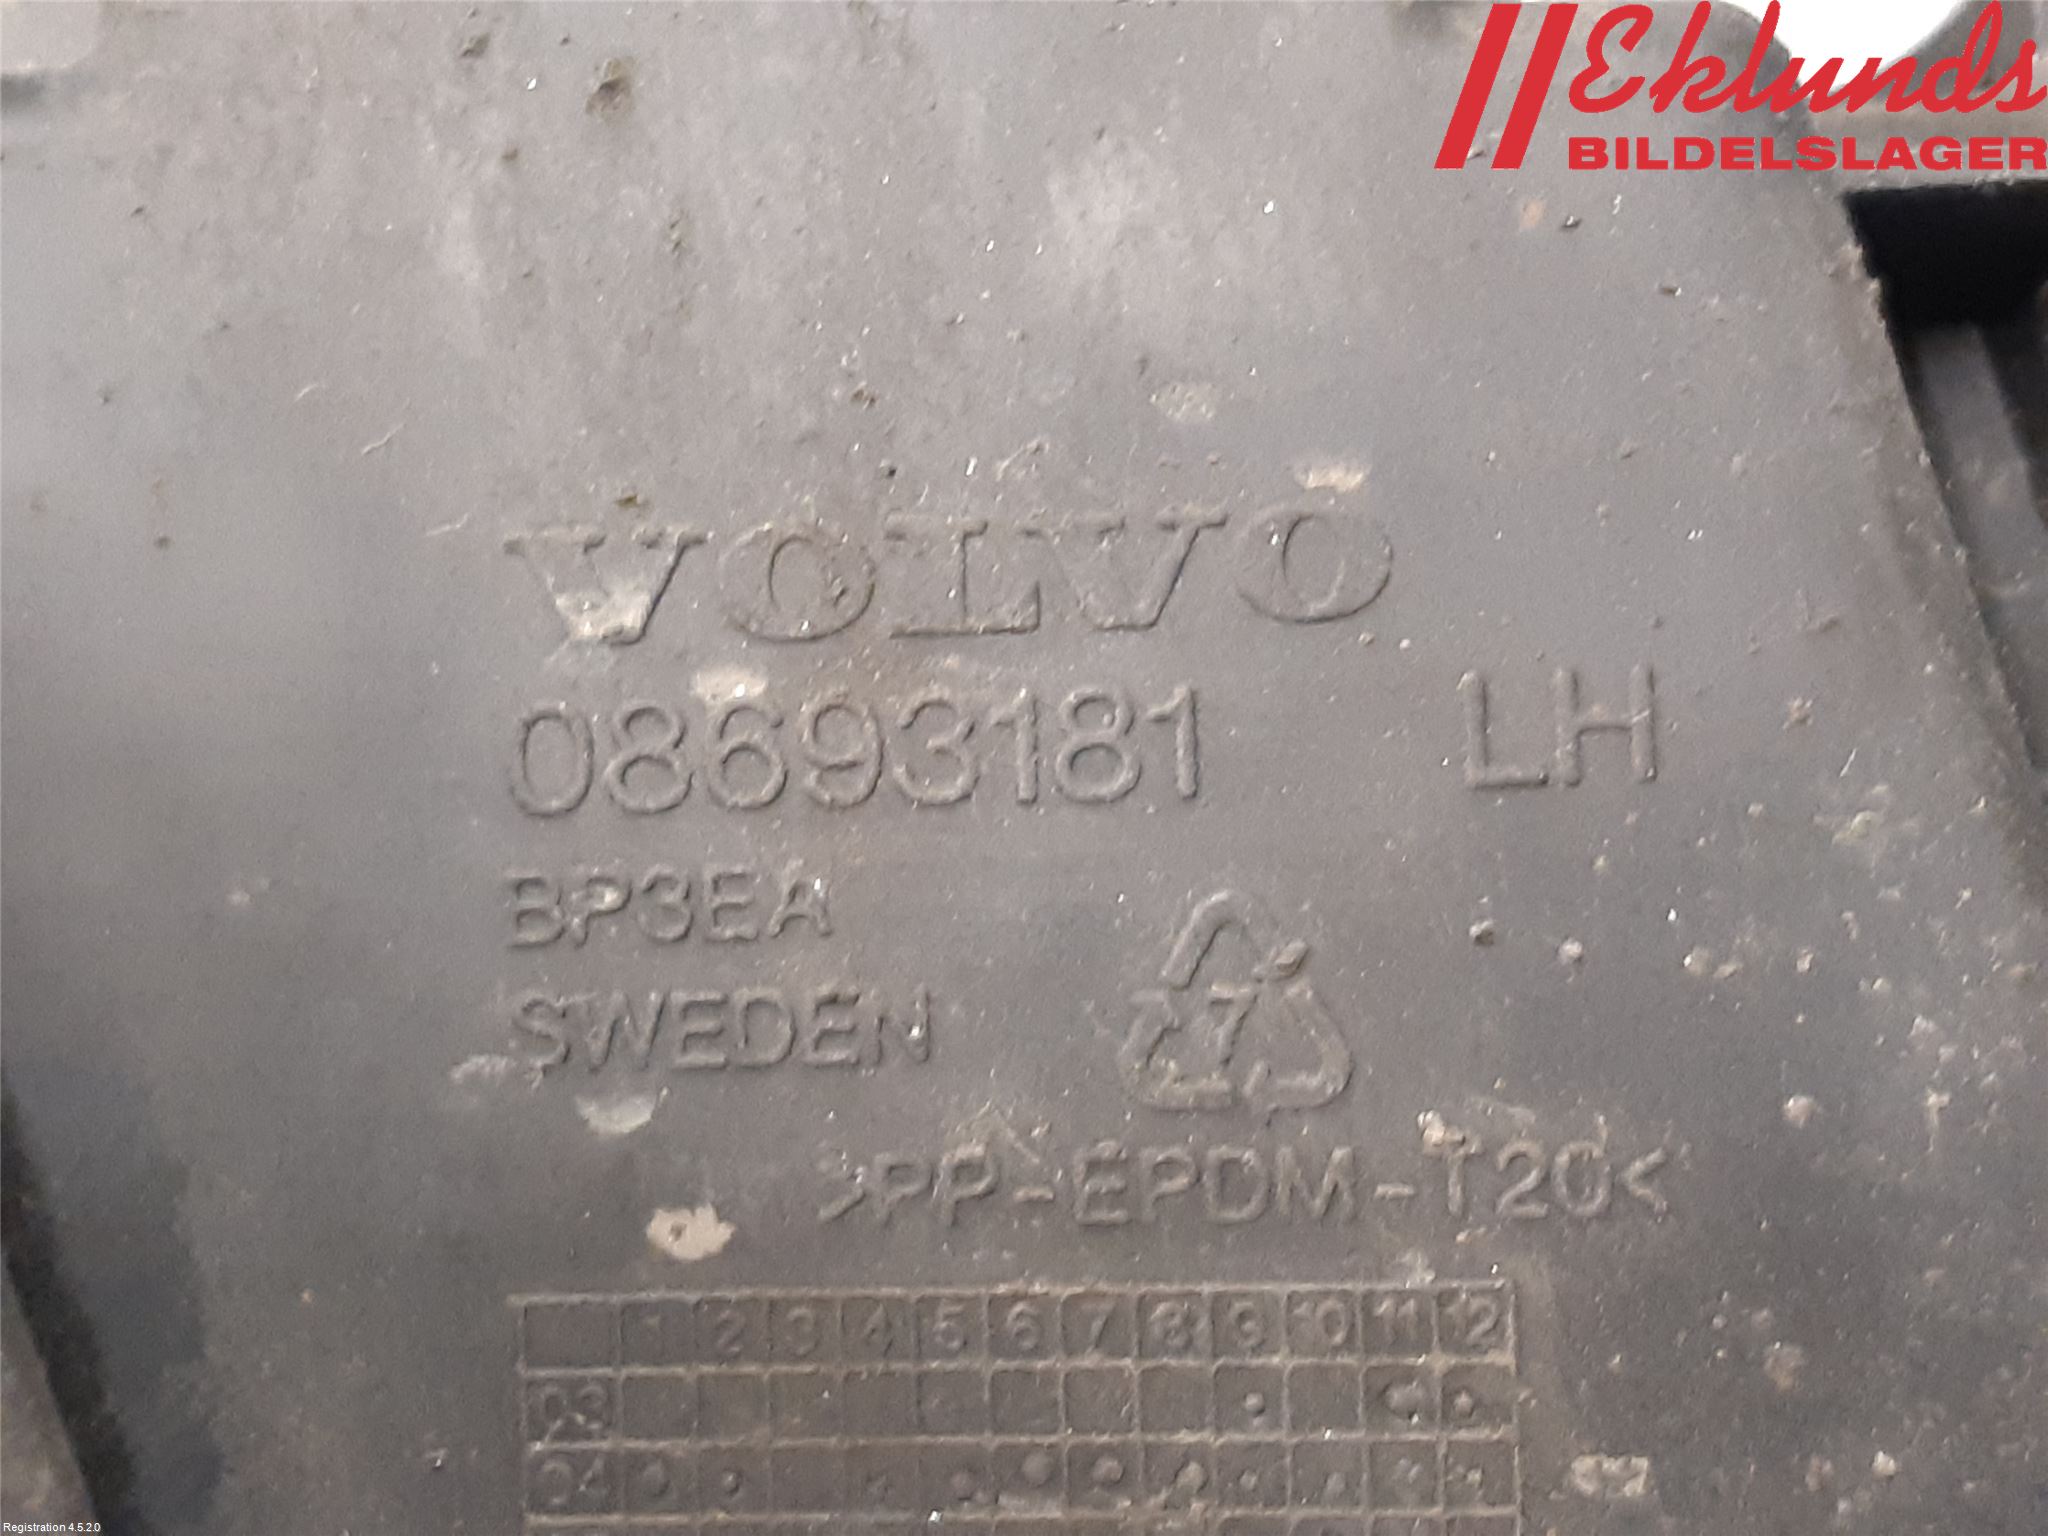 Eklunds
BILDELSLAGER
VOLVO
08693181 LH
BP3EA
SWEDEN
7
>PP-EPDM-T20<
1 2 3 4 5 6 7 8 9 10 11 12
03
04
Registration 4.5.2.0